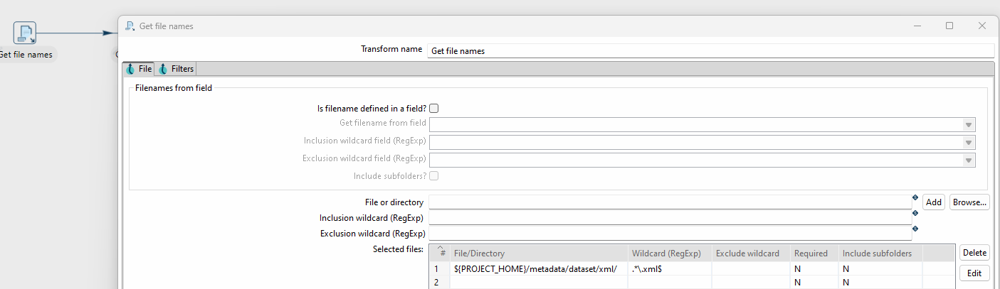 Get file names
Get file names
Transform name
Get file names
File
Filters
Filenames from field
Is filename defined in a field?
Get filename from field
Inclusion wildcard field (RegExp)
Exclusion wildcard field (RegExp)
Include subfolders?
File or directory
Add
Browse...
Inclusion wildcard (RegExp)
Exclusion wildcard (RegExp)
Selected files:
# File/Directory Wildcard (RegExp) Exclude wildcard Required Include subfolders
Delete
1 ${PROJECT_HOME}/metadata/dataset/xml/ .*\.xml$ N N
Edit
2 N N